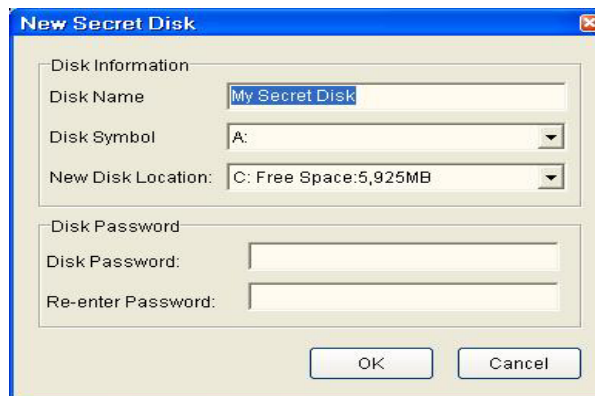 New Secret Disk
Disk Information
Disk Name My Secret Disk
Disk Symbol A:
New Disk Location: C: Free Space:5,925MB
Disk Password
Disk Password:
Re-enter Password:
OK Cancel